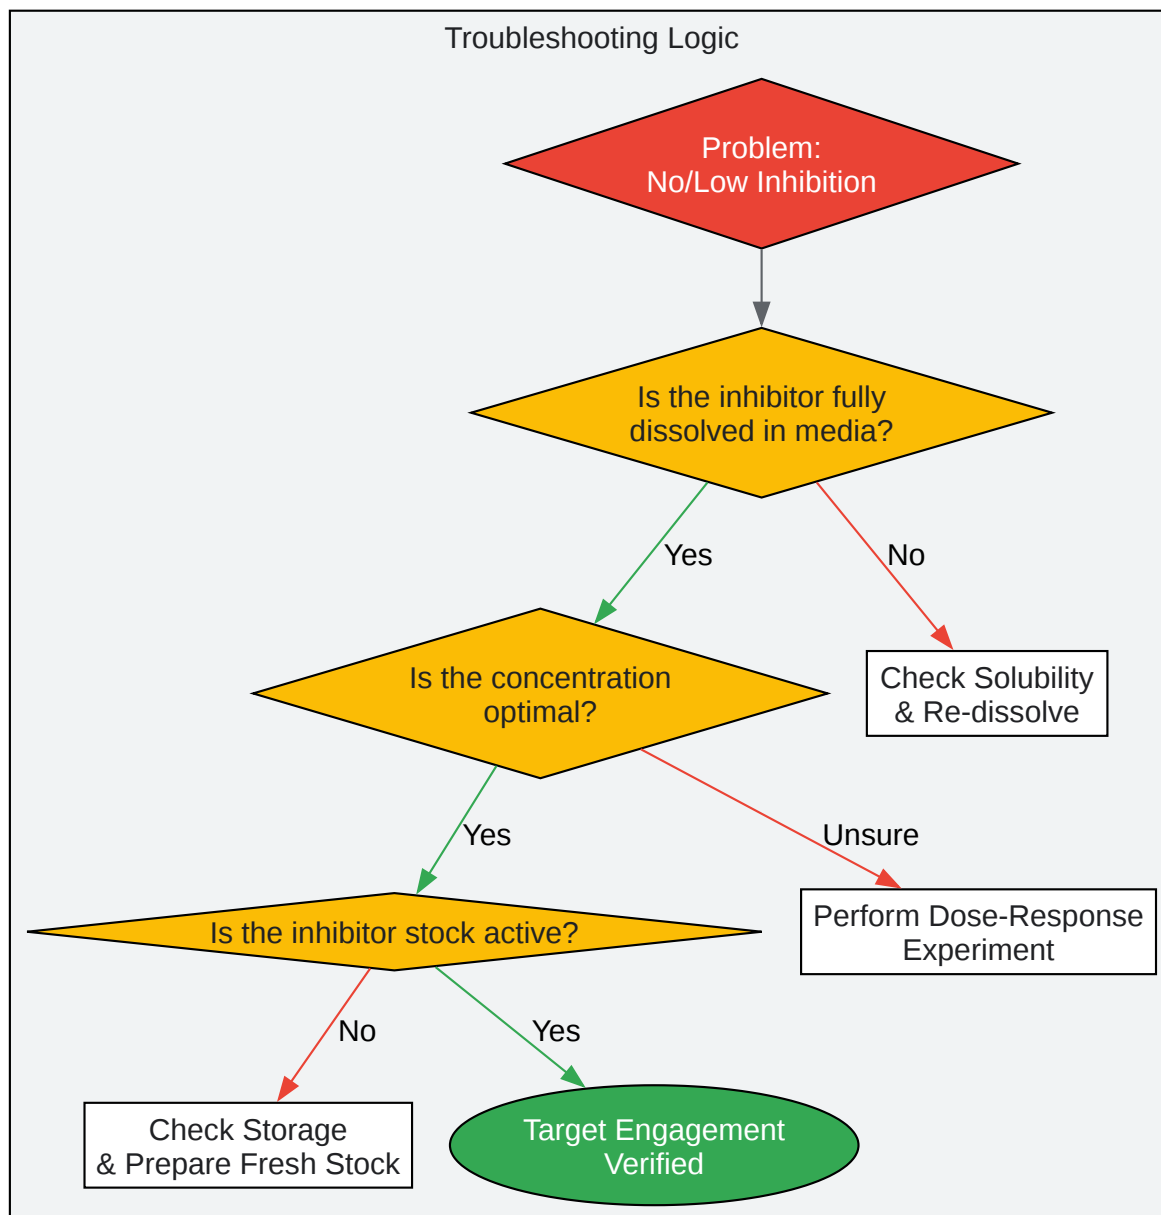 Troubleshooting Logic
Problem:
No/Low Inhibition
Is the inhibitor fully
dissolved in media?
Yes
No
Is the concentration
optimal?
Check Solubility
& Re-dissolve
Yes
Unsure
Is the inhibitor stock active?
Perform Dose-Response
Experiment
No
Yes
Check Storage
& Prepare Fresh Stock
Target Engagement
Verified